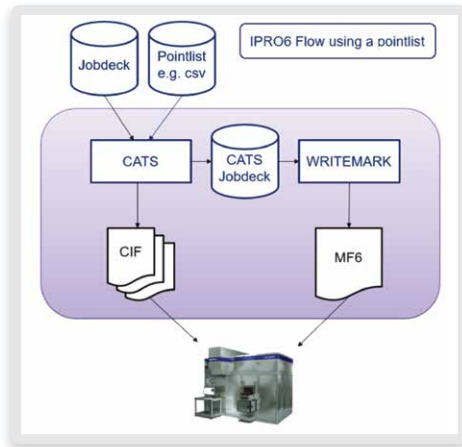 IPRO6 Flow using a pointlist
Jobdeck
Pointlist
e.g. csv
CATS
CATS
Jobdeck
WRITEMARK
CIF
MF6